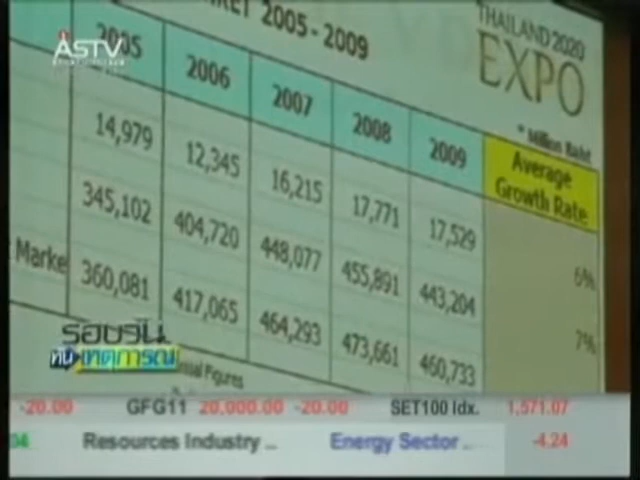 ASTV
KET 2005 - 2009
THAILAND 2020
EXPO
* Million Baht
2005 2006 2007 2008 2009 Average Growth Rate
14,979 12,345 16,215 17,771 17,529 6%
345,102 404,720 448,077 455,891 443,204 7%
Marke 360,081 417,065 464,293 473,661 460,733
Figures
รอบวัน
ทันเหตุการณ์
-20.00 GFG11 20,000.00 -20.00 SET100 Idx. 1,571.07
04 Resources Industry ... Energy Sector ... -4.24